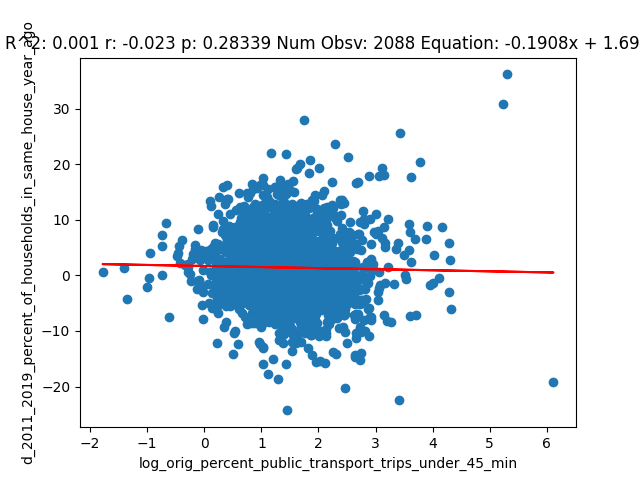 R^2: 0.001 r: -0.023 p: 0.28339 Num Obsv: 2088 Equation: -0.1908x + 1.69
d_2011_2019_percent_of_households_in_same_house_year_ago
30
20
10
0
−10
−20
−2 −1 0 1 2 3 4 5 6
log_orig_percent_public_transport_trips_under_45_min